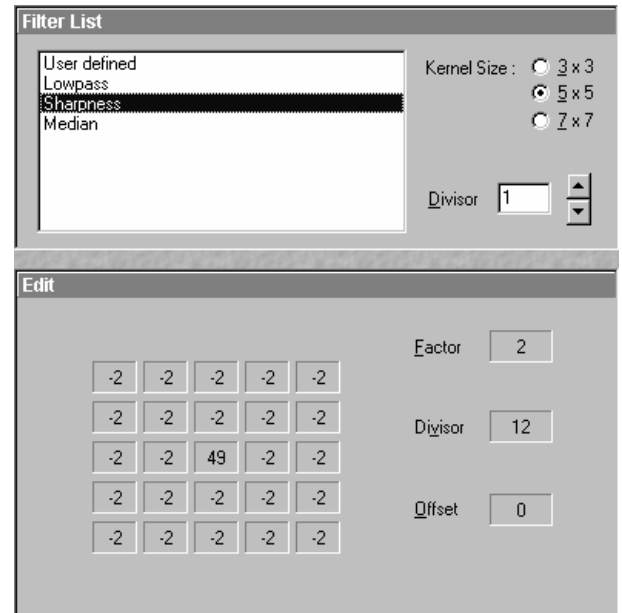 Filter List
User defined
Lowpass
Sharpness
Median
Kernel Size : 3 x 3
5 x 5
7 x 7
Divisor 1
Edit
Factor 2
-2 -2 -2 -2 -2
-2 -2 -2 -2 -2
Divisor 12
-2 -2 49 -2 -2
-2 -2 -2 -2 -2
Offset 0
-2 -2 -2 -2 -2